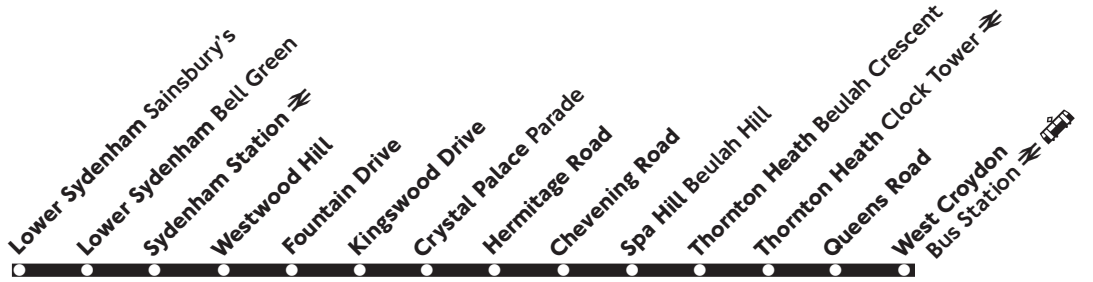 Lower Sydenham Sainsbury's
Lower Sydenham Bell Green
Sydenham Station
Westwood Hill
Fountain Drive
Kingswood Drive
Crystal Palace Parade
Hermitage Road
Chevening Road
Spa Hill Beulah Hill
Thornton Heath Beulah Crescent
Thornton Heath Clock Tower
Queens Road
West Croydon
Bus Station